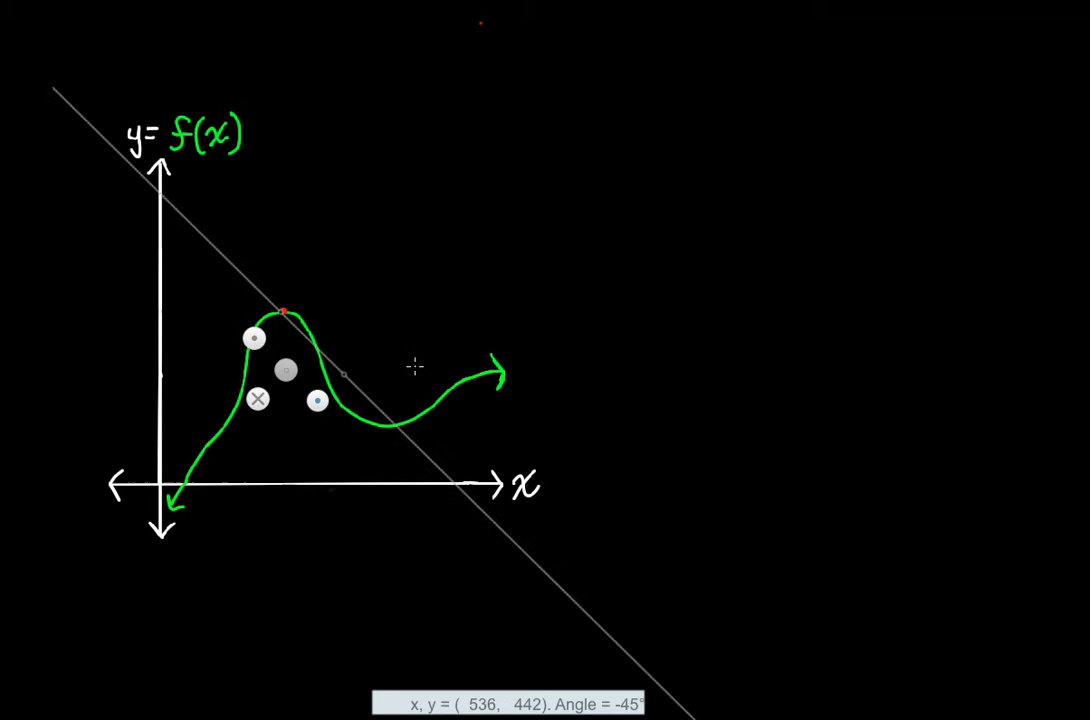 y= f(x)
x
x, y = ( 536, 442). Angle = -45°